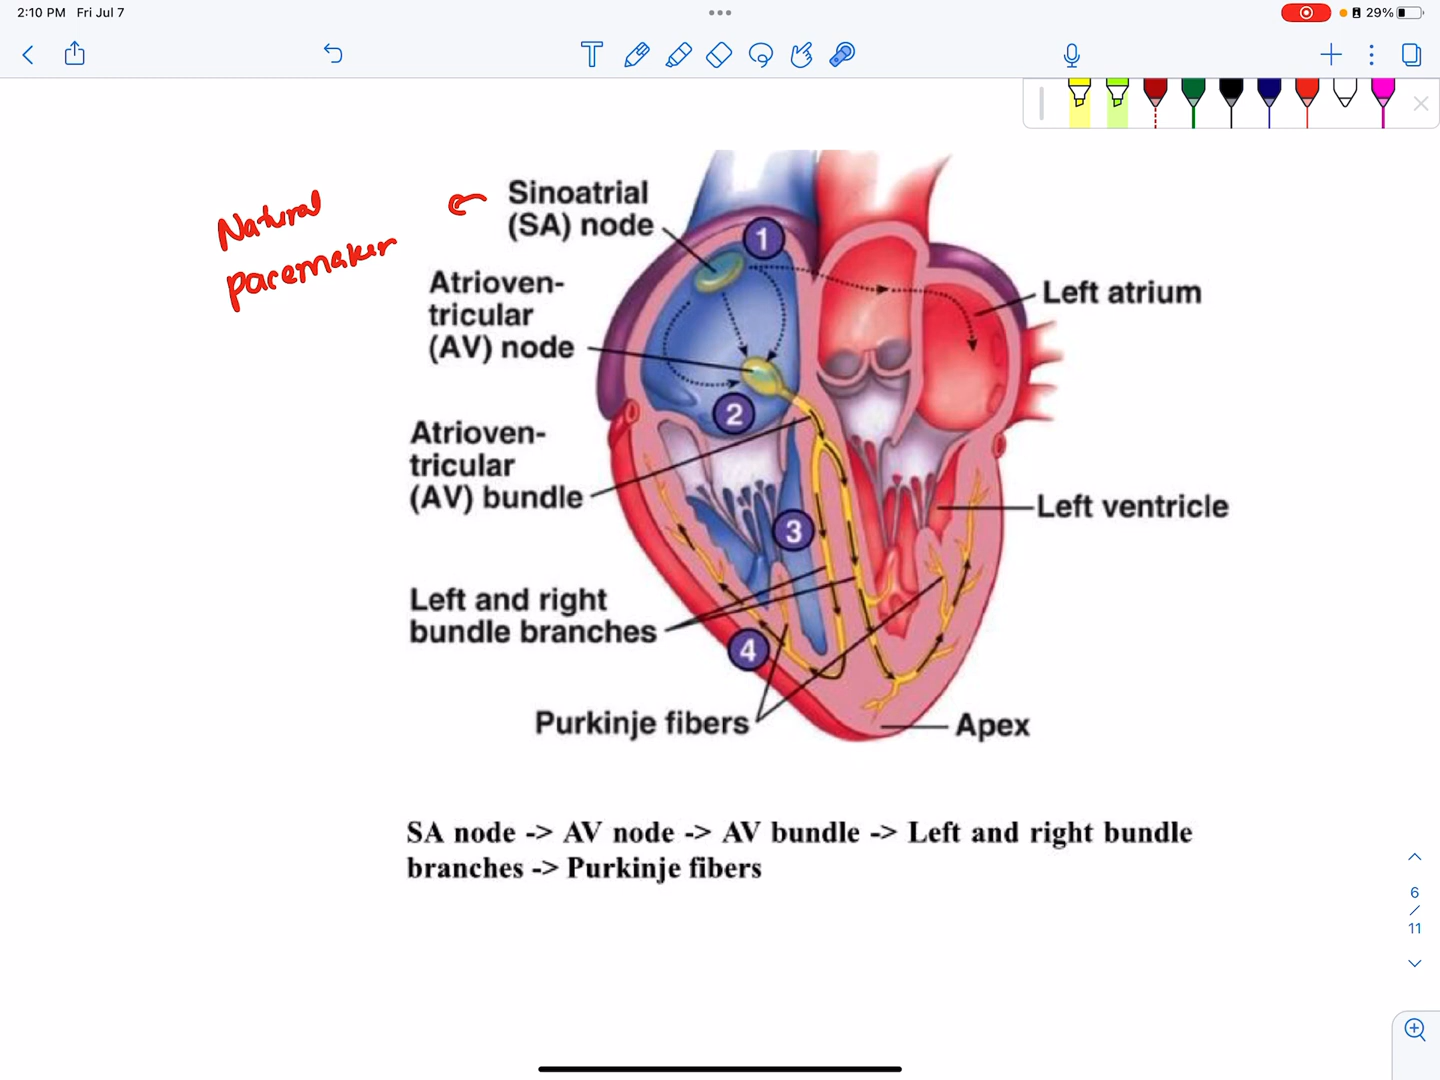 2:10 PM Fri Jul 7
29%
T
Natural
pacemaker
Sinoatrial
(SA) node
1
Atrioven-
tricular
(AV) node
Left atrium
2
Atrioven-
tricular
(AV) bundle
3
Left ventricle
Left and right
bundle branches
4
Purkinje fibers
Apex
SA node -> AV node -> AV bundle -> Left and right bundle
branches -> Purkinje fibers
6
/
11